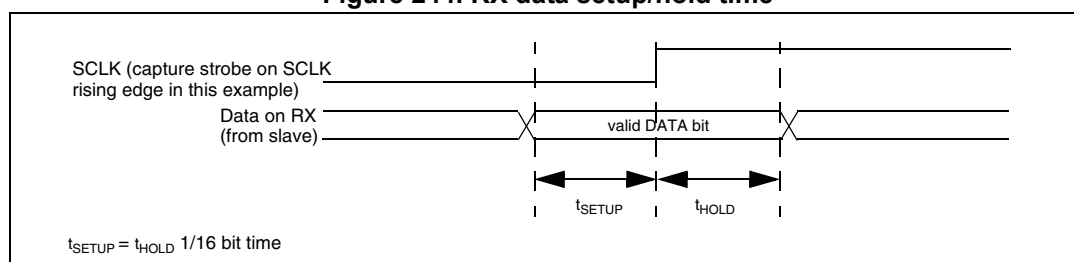 Figure RX data setup/hold time
SCLK (capture strobe on SCLK
rising edge in this example)
Data on RX
(from slave)
valid DATA bit
tSETUP
tHOLD
tSETUP = tHOLD 1/16 bit time